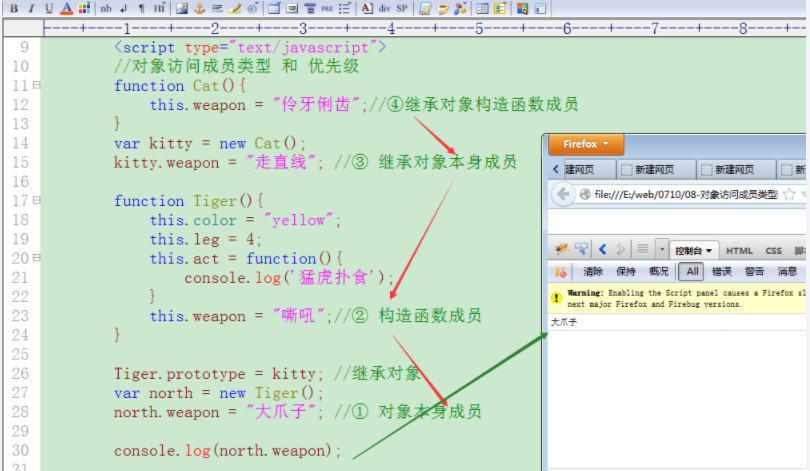 B I U A nb ¶ Hi PRE A div SP
----+----1----+----2----+----3----+----4----+----5----+----6----+----7----+----8----+--
9 <script type="text/javascript">
10 //对象访问成员类型 和 优先级
11 function Cat(){
12 this.weapon = "伶牙俐齿";//④继承对象构造函数成员
13 }
14 var kitty = new Cat();
15 kitty.weapon = "走直线"; //③ 继承对象本身成员
16
17 function Tiger(){
18 this.color = "yellow";
19 this.leg = 4;
20 this.act = function(){
21 console.log('猛虎扑食');
22 }
23 this.weapon = "嘶吼";//② 构造函数成员
24 }
25
26 Tiger.prototype = kitty; //继承对象
27 var north = new Tiger();
28 north.weapon = "大爪子"; //① 对象本身成员
29
30 console.log(north.weapon);
31
Firefox
建网页 新建网页 新建网页 新
file:///E:/web/0710/08-对象访问成员类型
控制台 HTML CSS 脚
清除 保持 概况 All 错误 警告 消息
Warning: Enabling the Script panel causes a Firefox sl
next major Firefox and Firebug versions.
大爪子